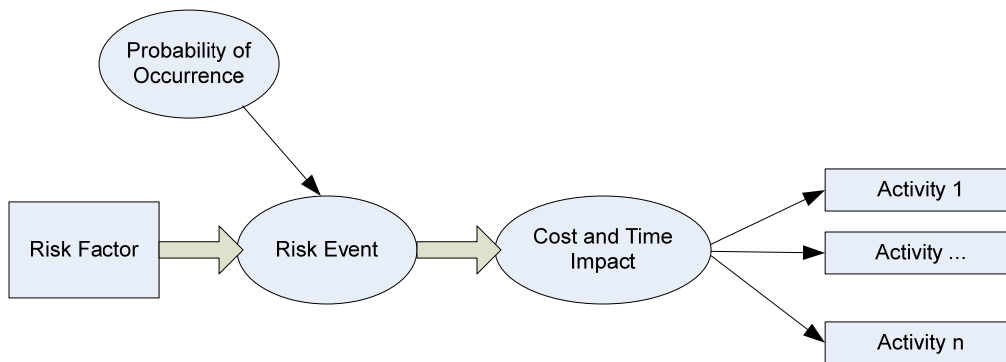 Probability of
Occurrence
Risk Factor
Risk Event
Cost and Time
Impact
Activity 1
Activity ...
Activity n